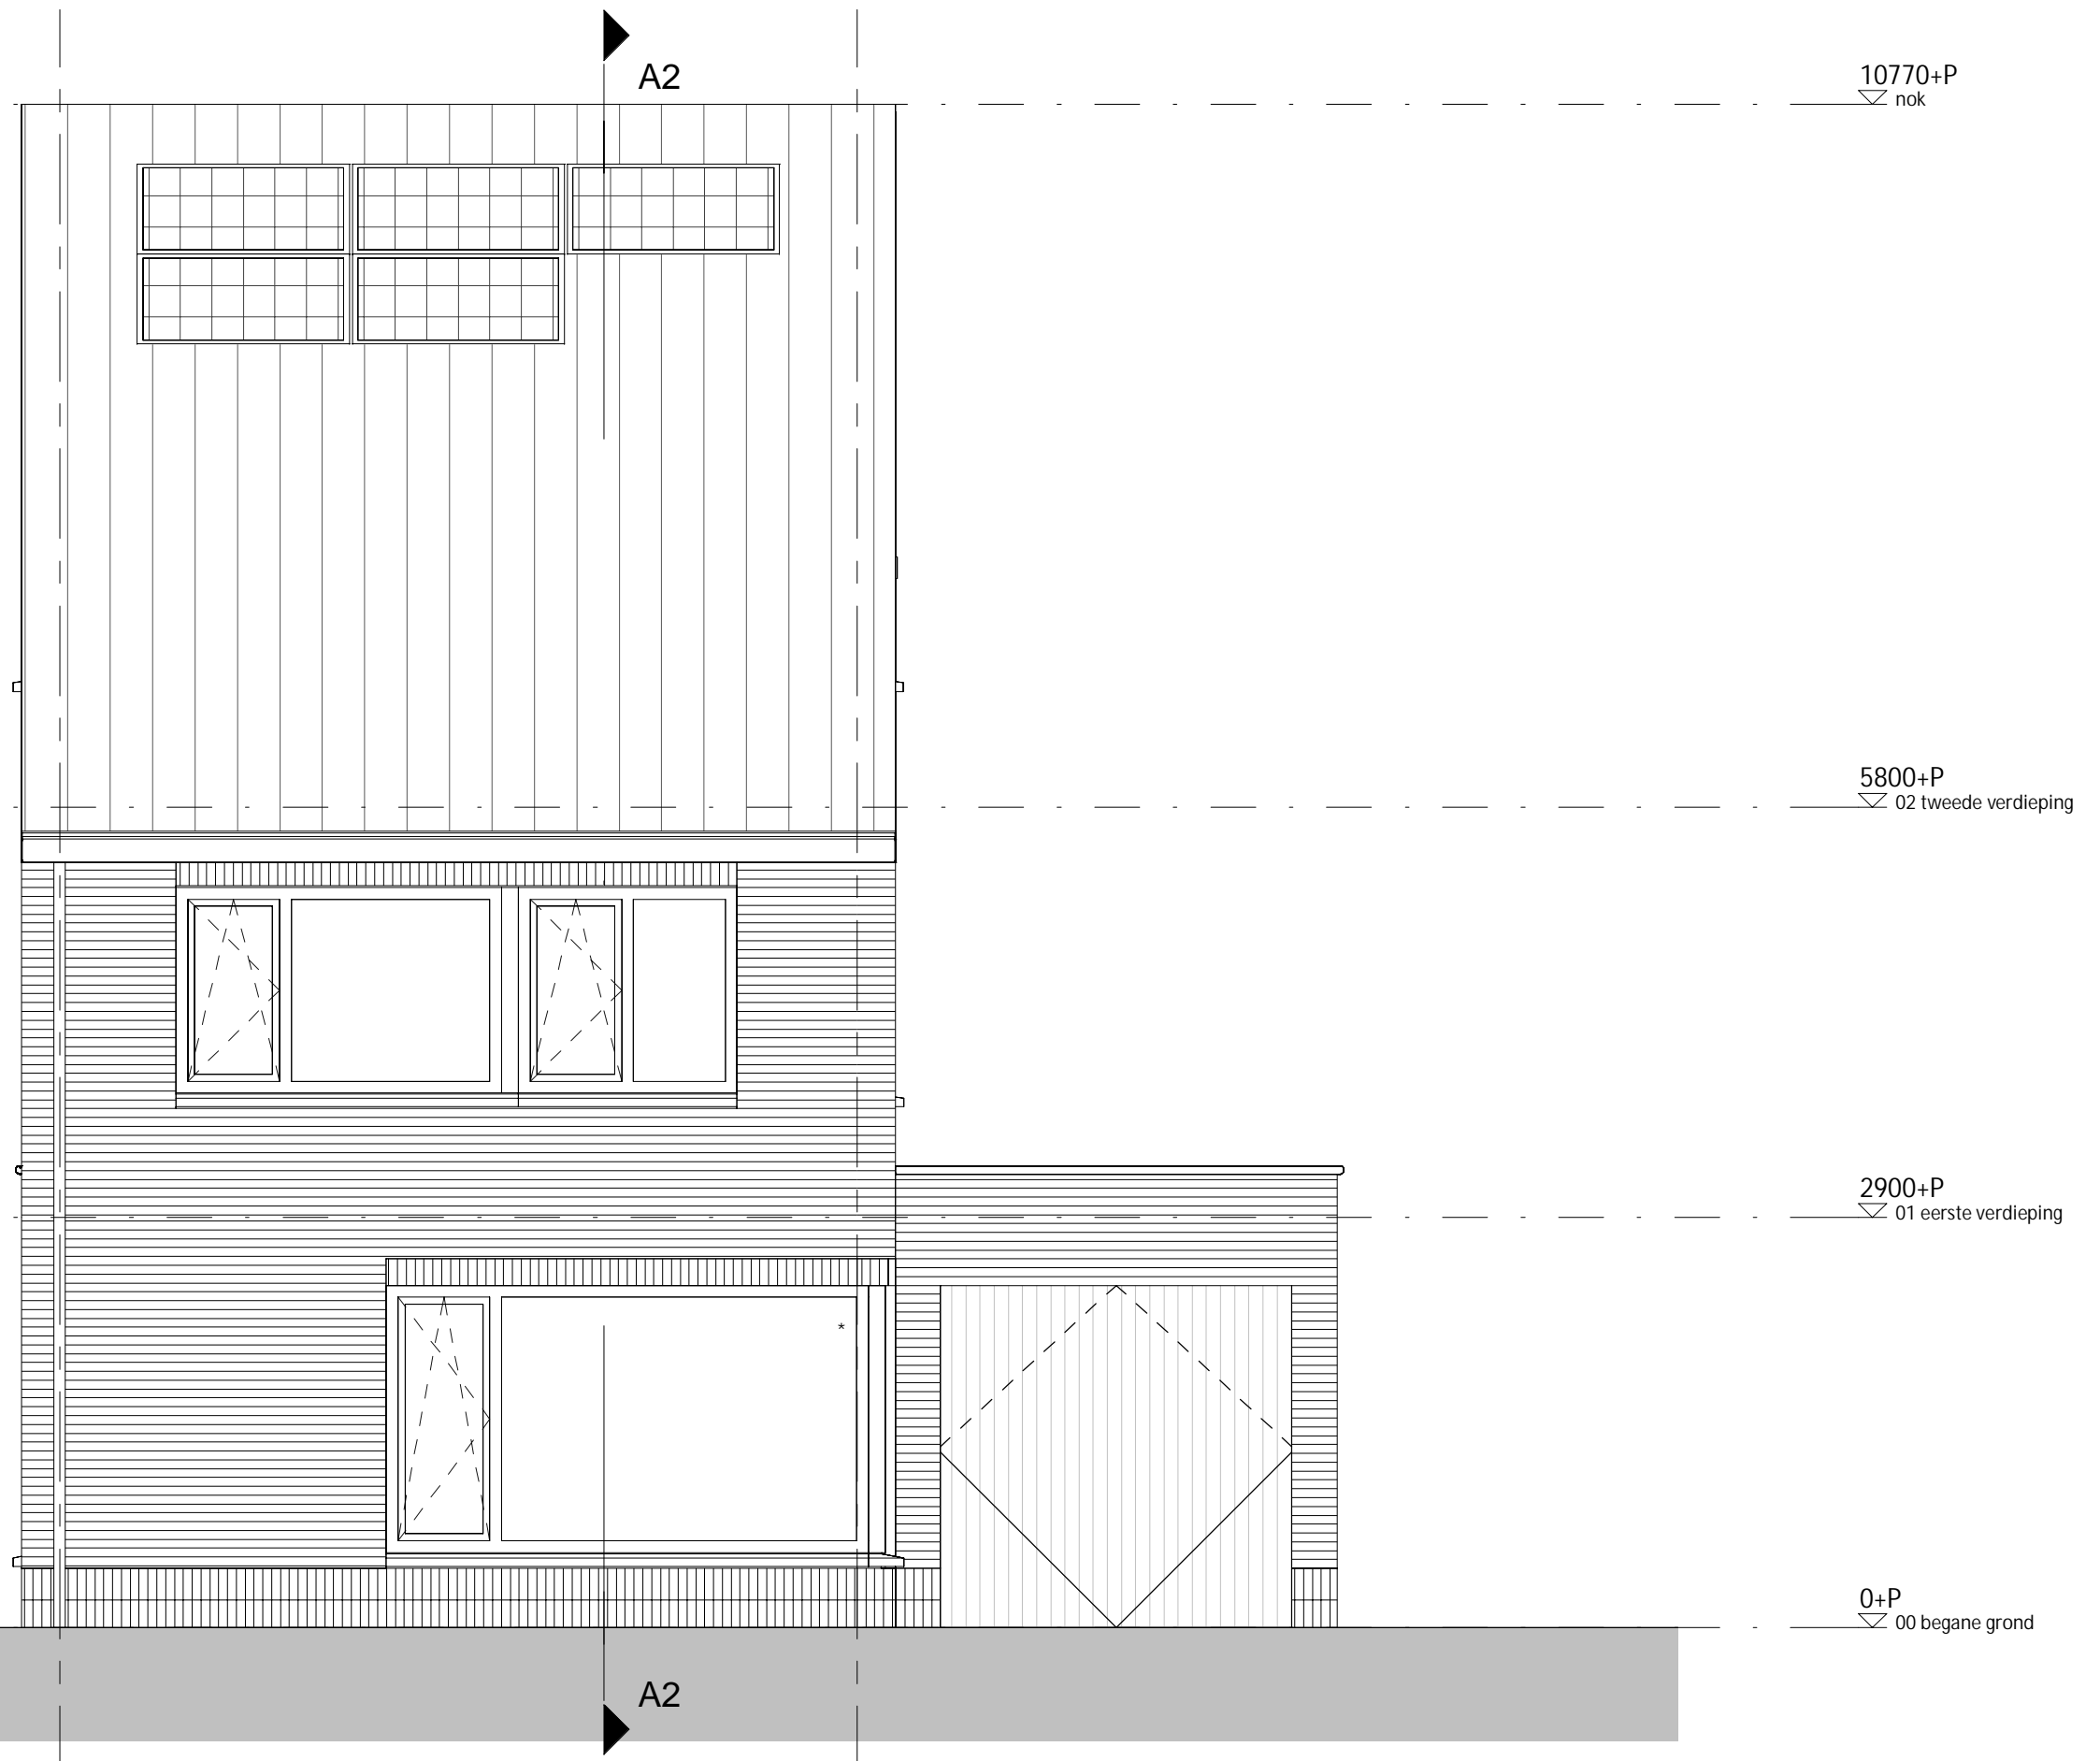 A2
10770+P
nok
5800+P
02 tweede verdieping
2900+P
01 eerste verdieping
*
0+P
00 begane grond
A2